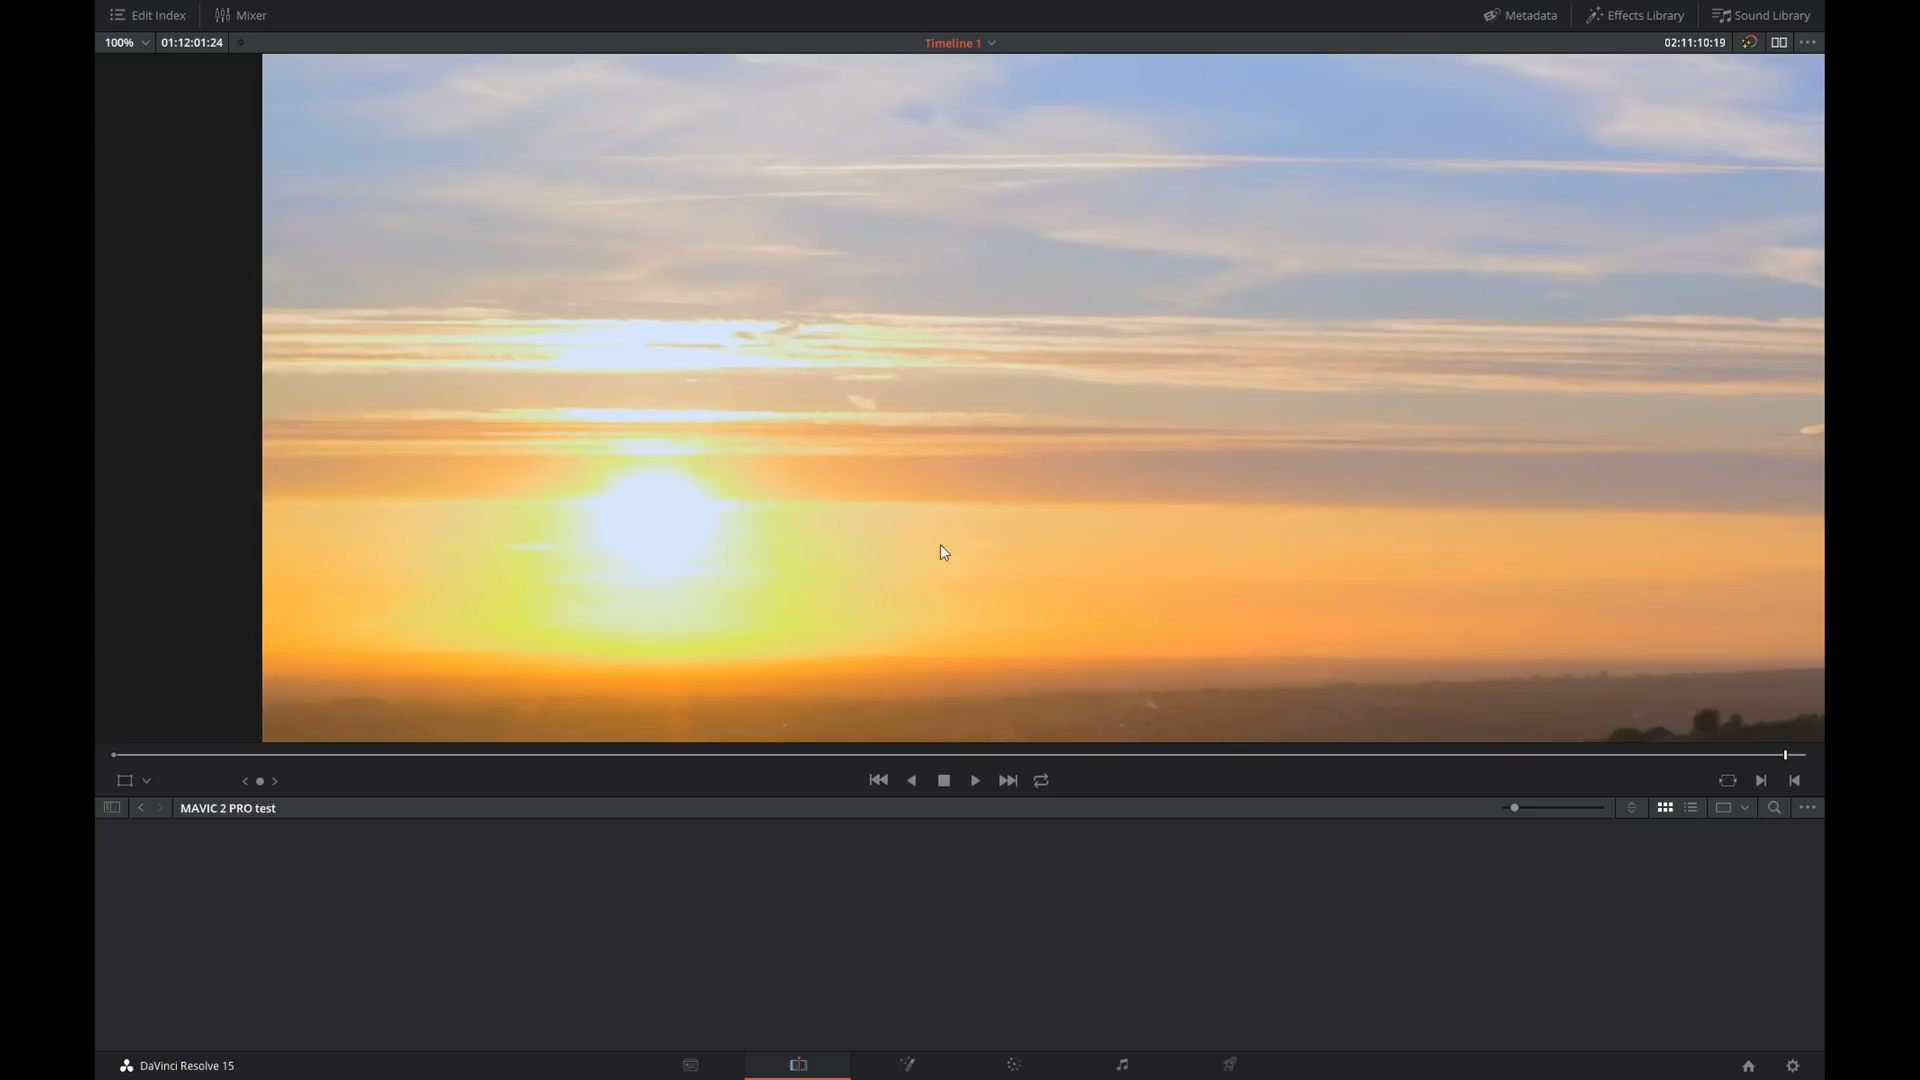 Edit Index
Mixer
Metadata
Effects Library
Sound Library
100%
01:12:01:24
Timeline 1
02:11:10:19
MAVIC 2 PRO test
DaVinci Resolve 15